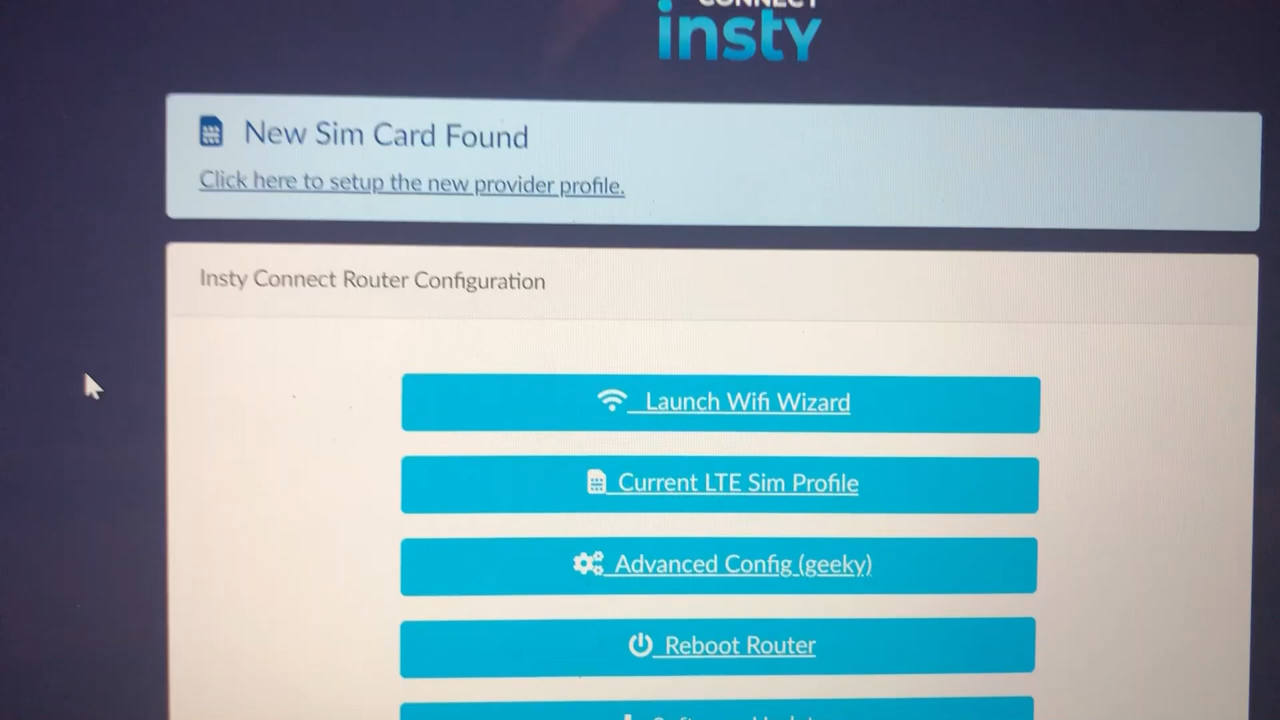 CONNECT
insty
New Sim Card Found
Click here to setup the new provider profile.
Insty Connect Router Configuration
Launch Wifi Wizard
Current LTE Sim Profile
Advanced Config (geeky)
Reboot Router